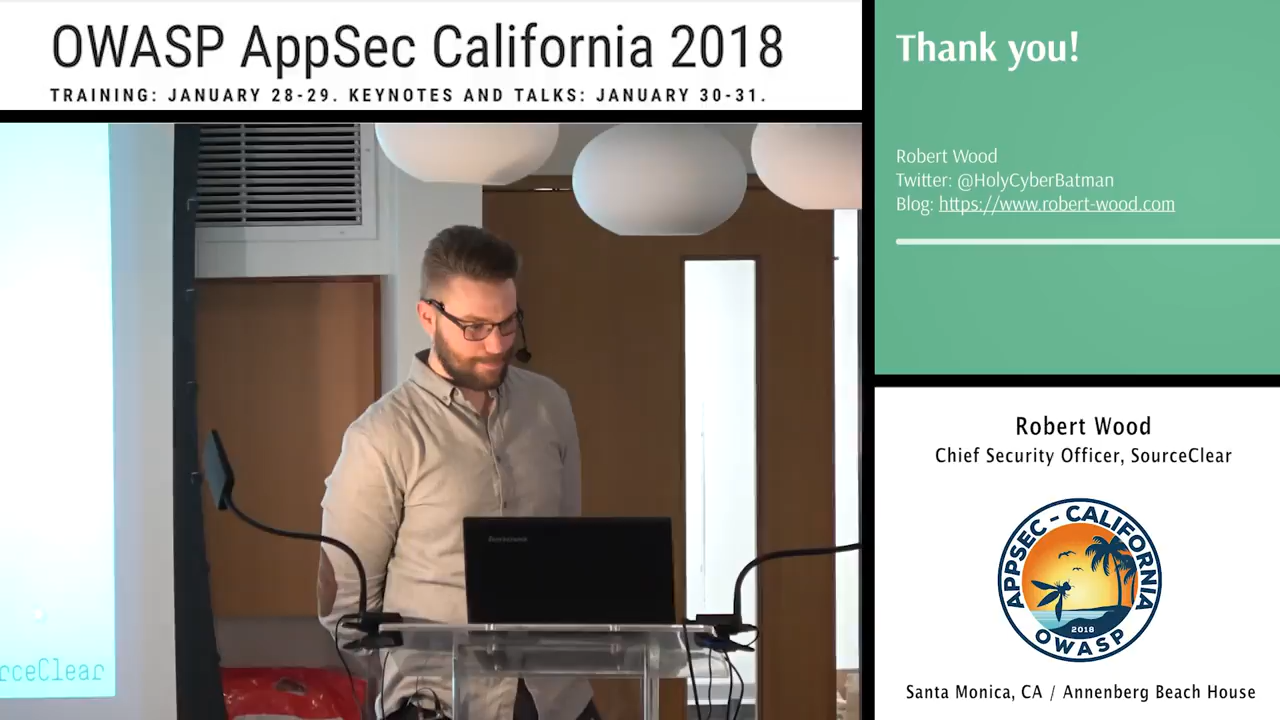 OWASP AppSec California 2018
TRAINING: JANUARY 28-29. KEYNOTES AND TALKS: JANUARY 30-31.
Thank you!
Robert Wood
Twitter: @HolyCyberBatman
Blog: https://www.robert-wood.com
rceClear
Robert Wood
Chief Security Officer, SourceClear
APPSEC - CALIFORNIA
2018
OWASP
Santa Monica, CA / Annenberg Beach House